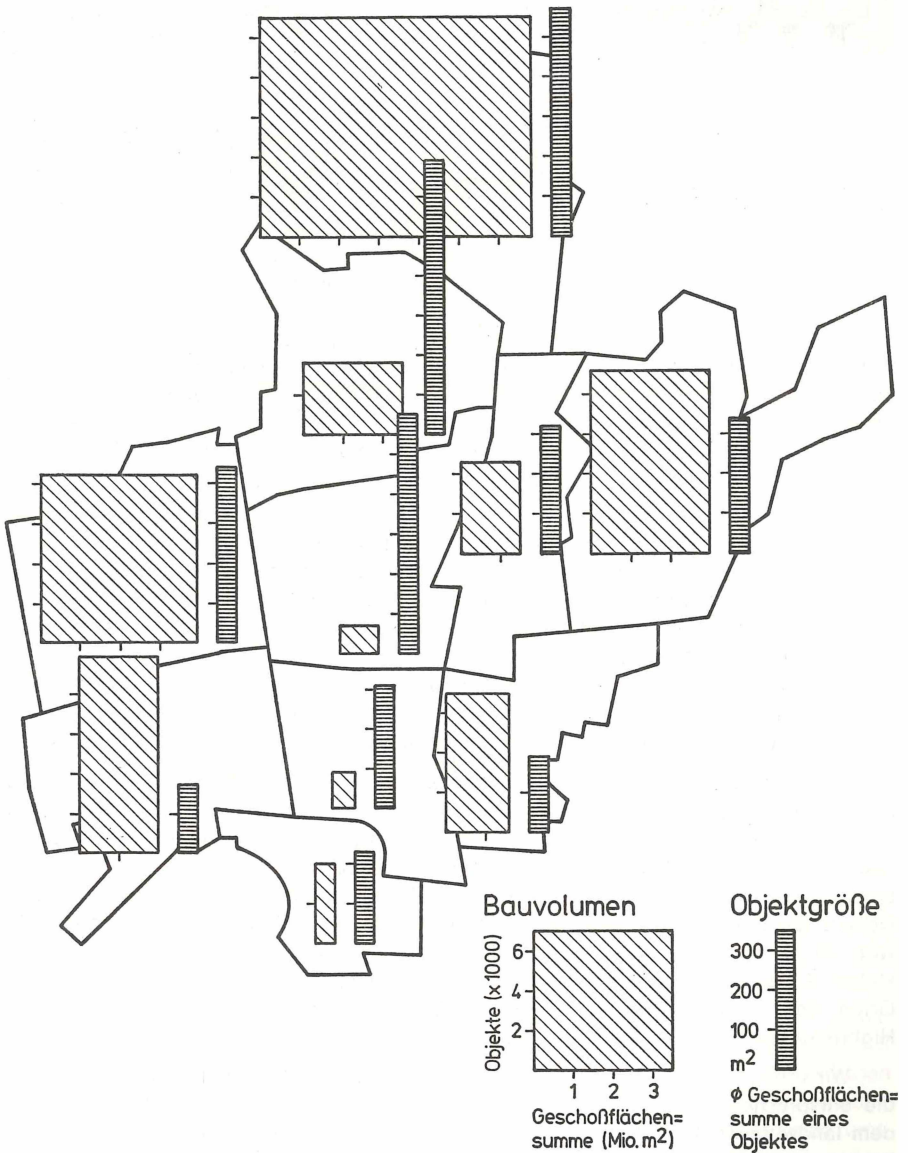 Bauvolumen
Objekte (x 1000)
6
4
2
1 2 3
Geschoßflächen=
summe (Mio. m²)
Objektgröße
300
200
100
m²
ϕ Geschoßflächen=
summe eines
Objektes